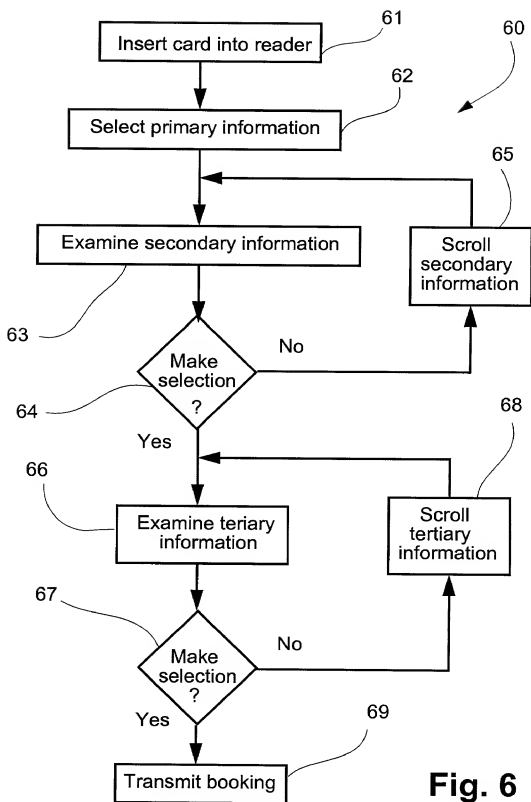 61
Insert card into reader
60
62
Select primary information
65
Examine secondary information
Scroll
secondary
information
63
Make
selection
?
No
64
Yes
68
66
Examine teriary
information
Scroll
tertiary
information
67
Make
selection
?
No
Yes
69
Transmit booking
Fig. 6